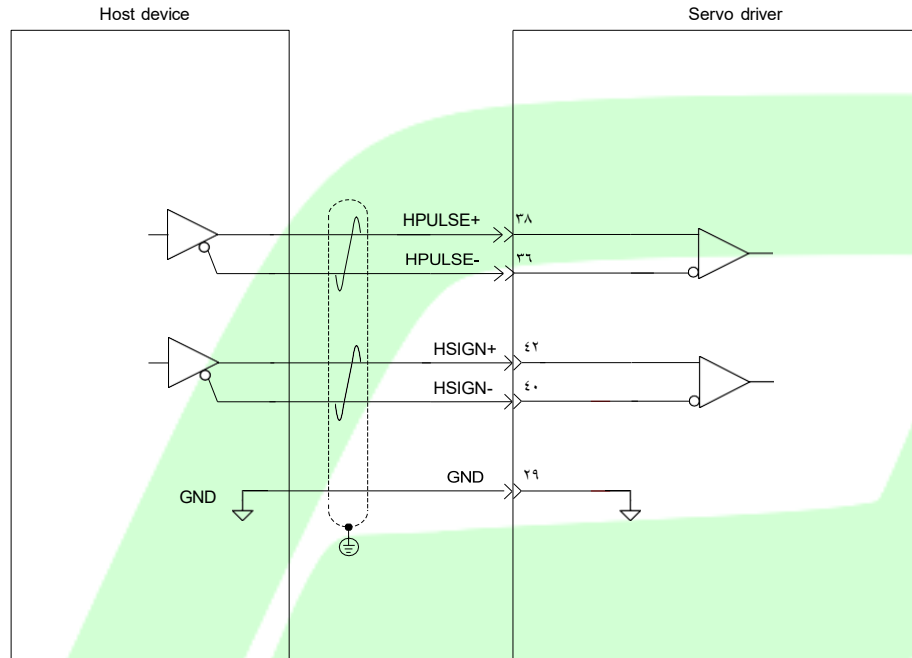 Host device
Servo driver
HPULSE+ ٣٨
HPULSE- ٣٦
HSIGN+ ٤٢
HSIGN- ٤٠
GND ٢٩
GND